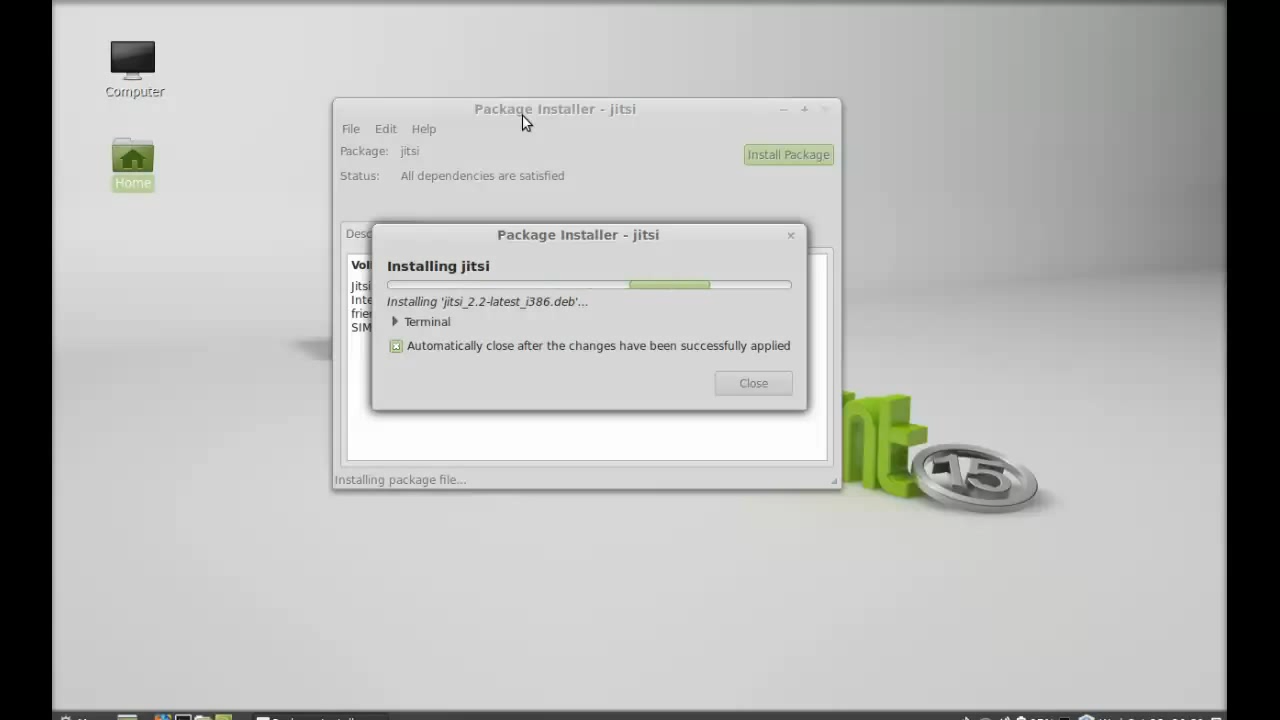 Computer
Home
Package Installer - jitsi
File Edit Help
Package: jitsi
Install Package
Status: All dependencies are satisfied
Package Installer - jitsi
Installing jitsi
Installing 'jitsi_2.2-latest_i386.deb'...
Terminal
Automatically close after the changes have been successfully applied
Close
Jitsi
Installing package file...
15